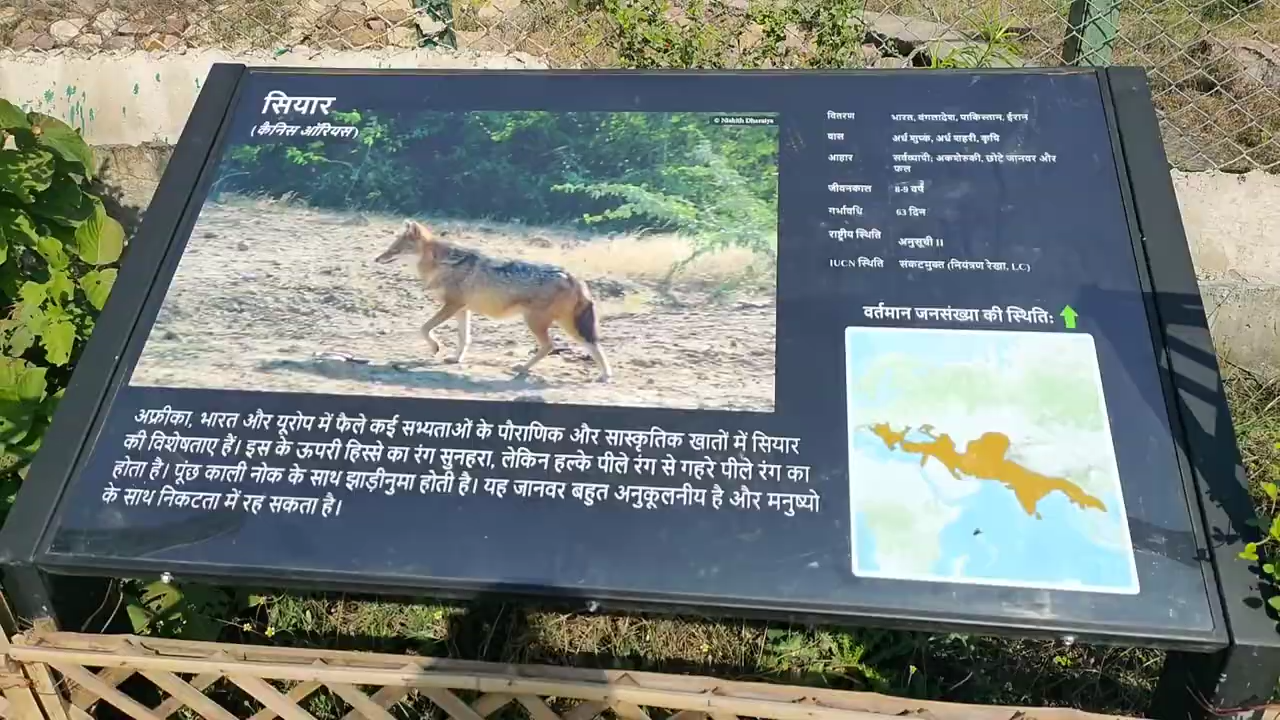 सियार
(कैनिस ऑरियस)
© Nishith Dharaiya
वितरण भारत, बंगलादेश, पाकिस्तान, ईरान
वास अर्ध शुष्क, अर्ध शहरी, कृषि
आहार सर्वव्यापी; अकशेरुकी, छोटे जानवर और
फल
जीवनकाल 8-9 वर्ष
गर्भावधि 63 दिन
राष्ट्रीय स्थिति अनुसूची II
IUCN स्थिति संकटमुक्त (नियंत्रण रेखा, LC)
वर्तमान जनसंख्या की स्थिति:
अफ्रीका, भारत और यूरोप में फैले कई सभ्यताओं के पौराणिक और सास्कृतिक खातों में सियार
की विशेषताए हैं। इस के ऊपरी हिस्से का रंग सुनहरा, लेकिन हल्के पीले रंग से गहरे पीले रंग का
होता है। पूंछ काली नोक के साथ झाड़ीनुमा होती है। यह जानवर बहुत अनुकूलनीय है और मनुष्यो
के साथ निकटता में रह सकता है।